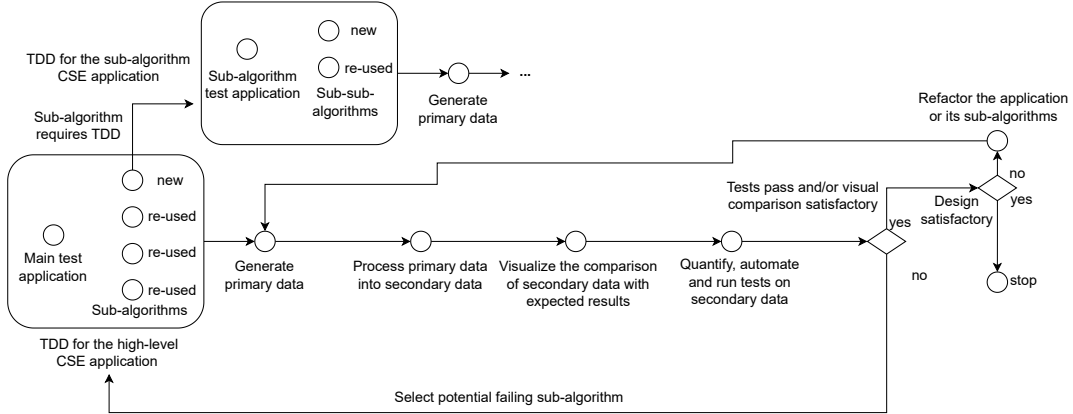 TDD for the sub-algorithm
CSE application
Sub-algorithm
test application
new
re-used
Sub-sub-
algorithms
Generate
primary data
...
Sub-algorithm
requires TDD
Main test
application
new
re-used
re-used
re-used
Sub-algorithms
TDD for the high-level
CSE application
Generate
primary data
Process primary data
into secondary data
Visualize the comparison
of secondary data with
expected results
Quantify, automate
and run tests on
secondary data
Tests pass and/or visual
comparison satisfactory
yes
no
Design
satisfactory
Refactor the application
or its sub-algorithms
no
yes
stop
Select potential failing sub-algorithm